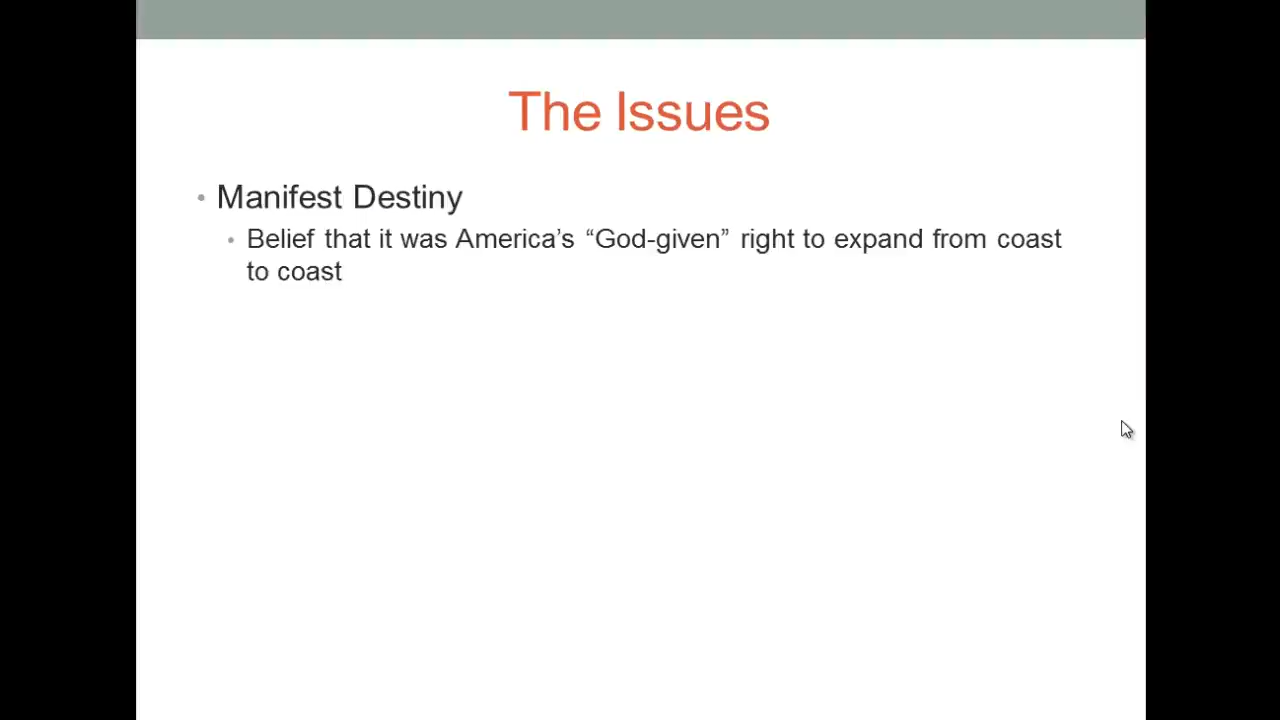 The Issues
• Manifest Destiny
• Belief that it was America’s “God-given” right to expand from coast
to coast